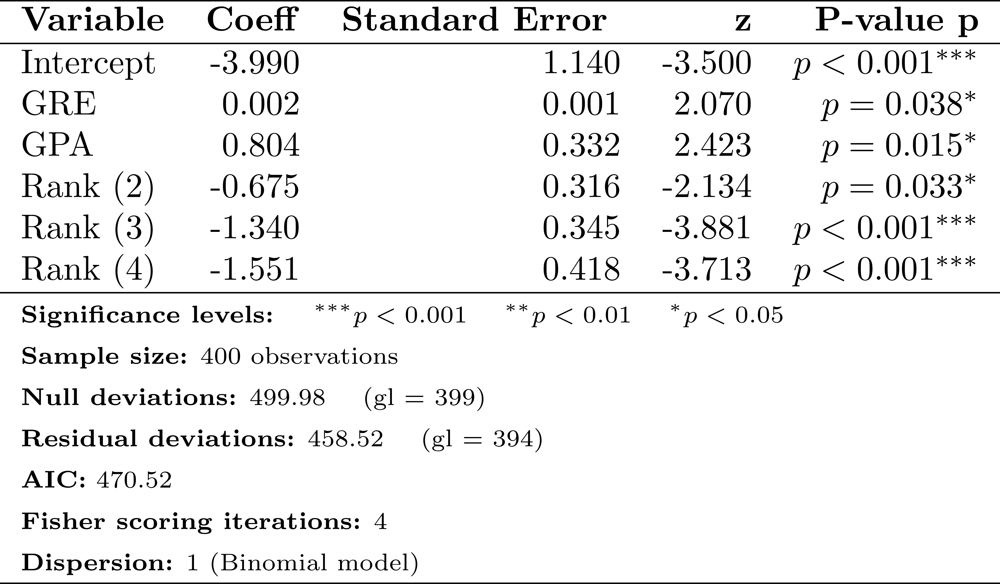 Variable Coeff Standard Error z P-value p
Intercept -3.990 1.140 -3.500 p < 0.001***
GRE 0.002 0.001 2.070 p = 0.038*
GPA 0.804 0.332 2.423 p = 0.015*
Rank (2) -0.675 0.316 -2.134 p = 0.033*
Rank (3) -1.340 0.345 -3.881 p < 0.001***
Rank (4) -1.551 0.418 -3.713 p < 0.001***
Significance levels: ***p < 0.001 **p < 0.01 *p < 0.05
Sample size: 400 observations
Null deviations: 499.98 (gl = 399)
Residual deviations: 458.52 (gl = 394)
AIC: 470.52
Fisher scoring iterations: 4
Dispersion: 1 (Binomial model)